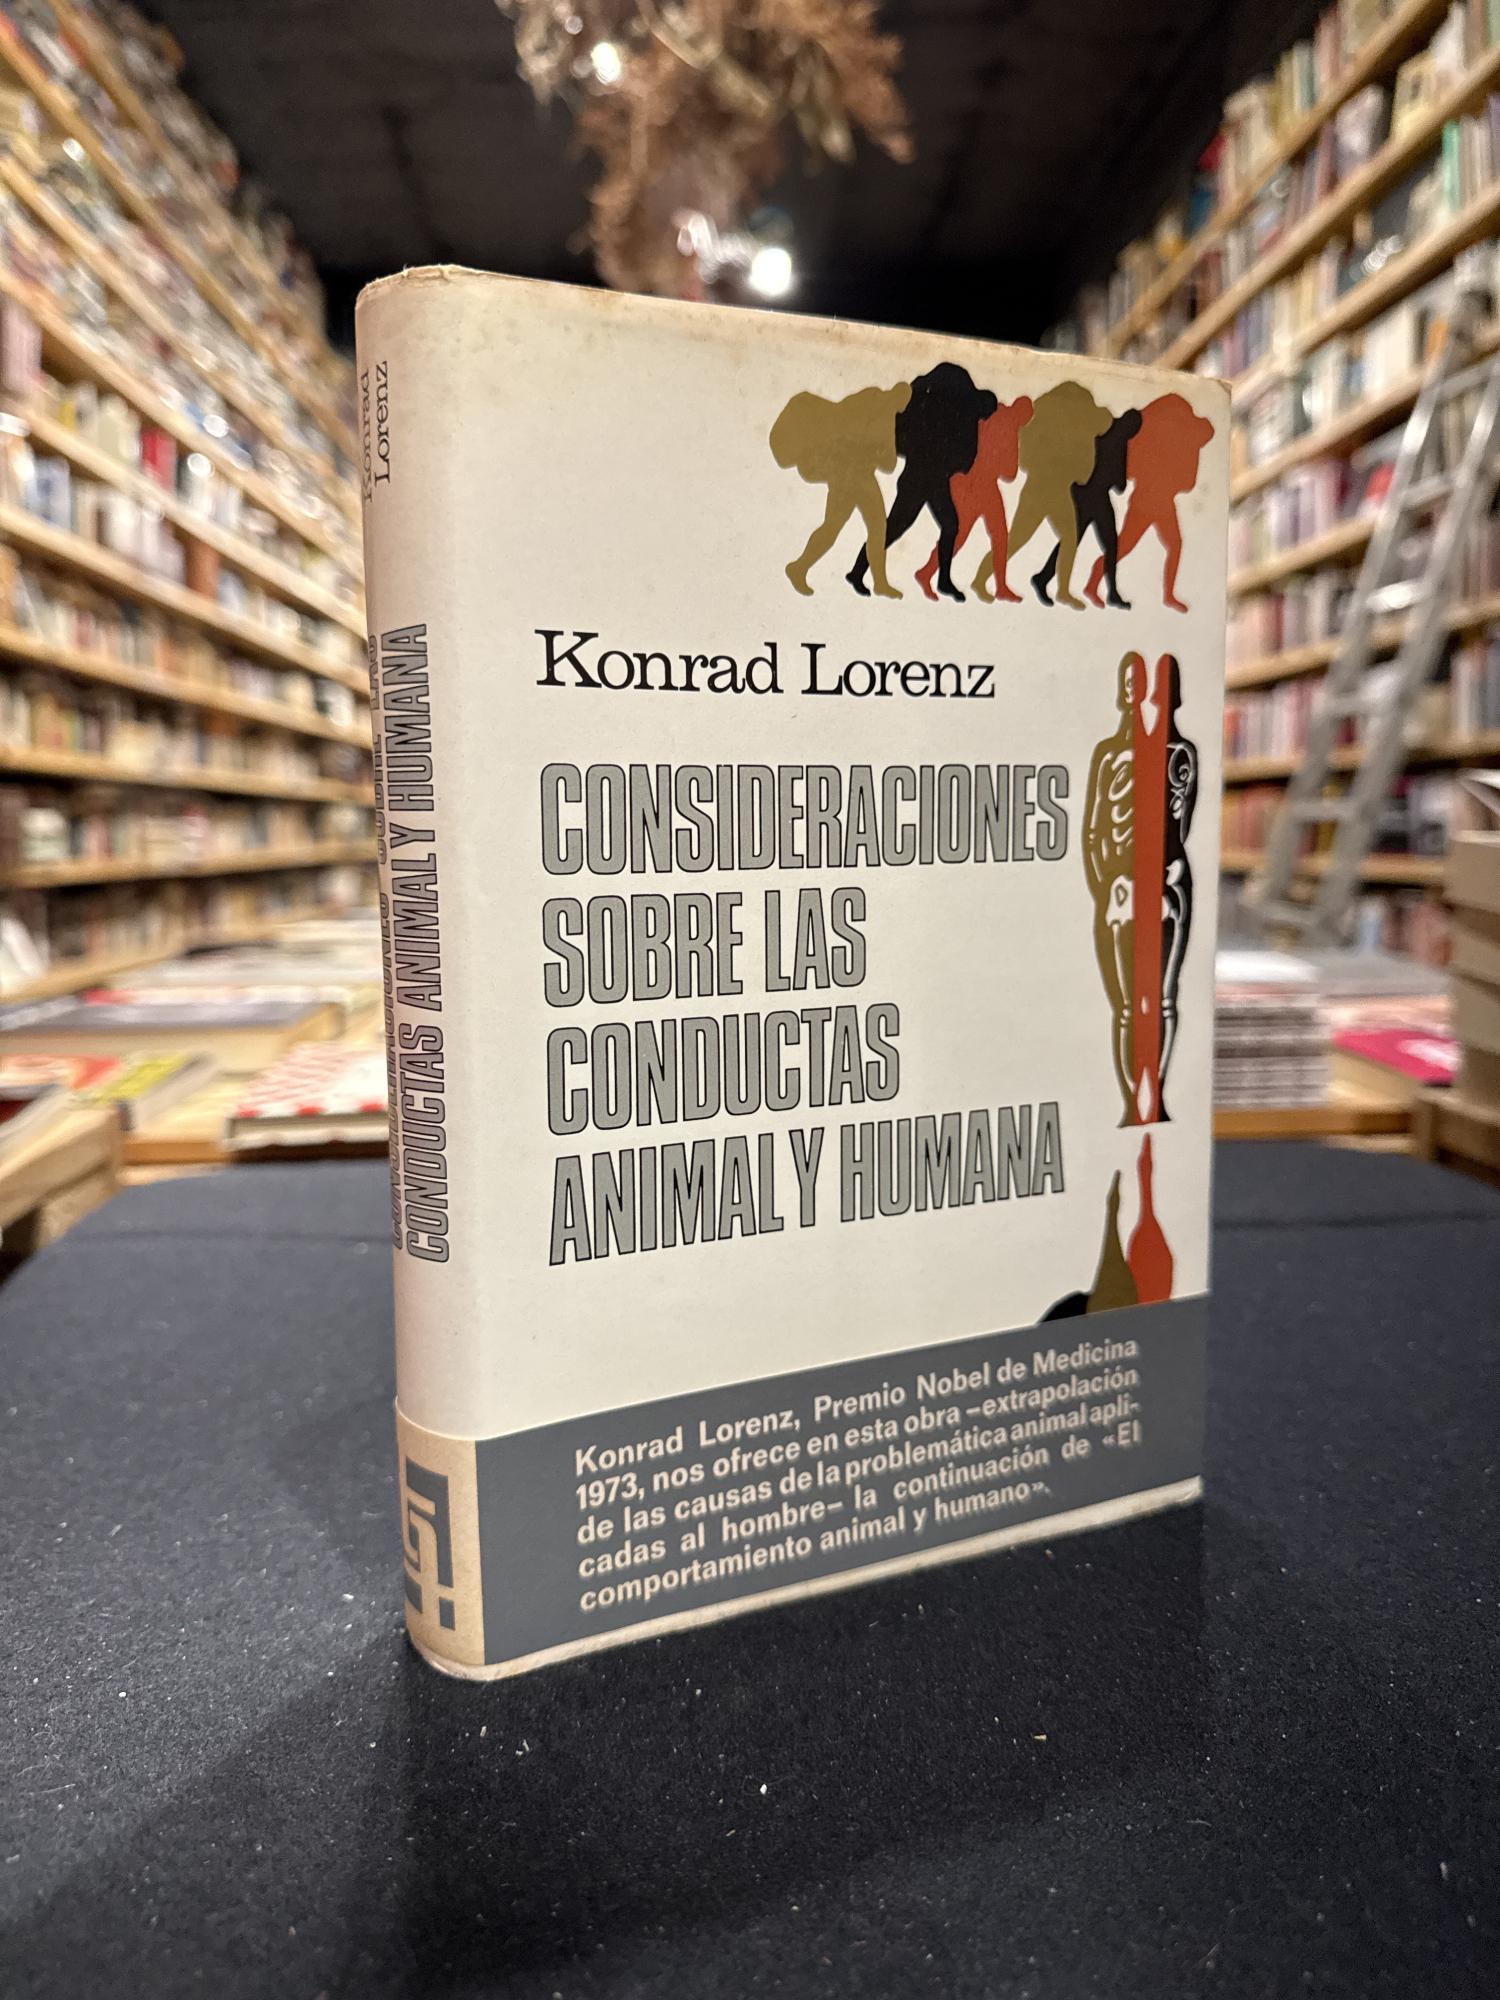 Konrad
Lorenz
CONSIDERACIONES SOBRE LAS
CONDUCTAS ANIMAL Y HUMANA
Konrad Lorenz
CONSIDERACIONES
SOBRE LAS
CONDUCTAS
ANIMAL Y HUMANA
Konrad Lorenz, Premio Nobel de Medicina
1973, nos ofrece en esta obra –extrapolación
de las causas de la problemática animal apli-
cadas al hombre– la continuación de «El
comportamiento animal y humano».